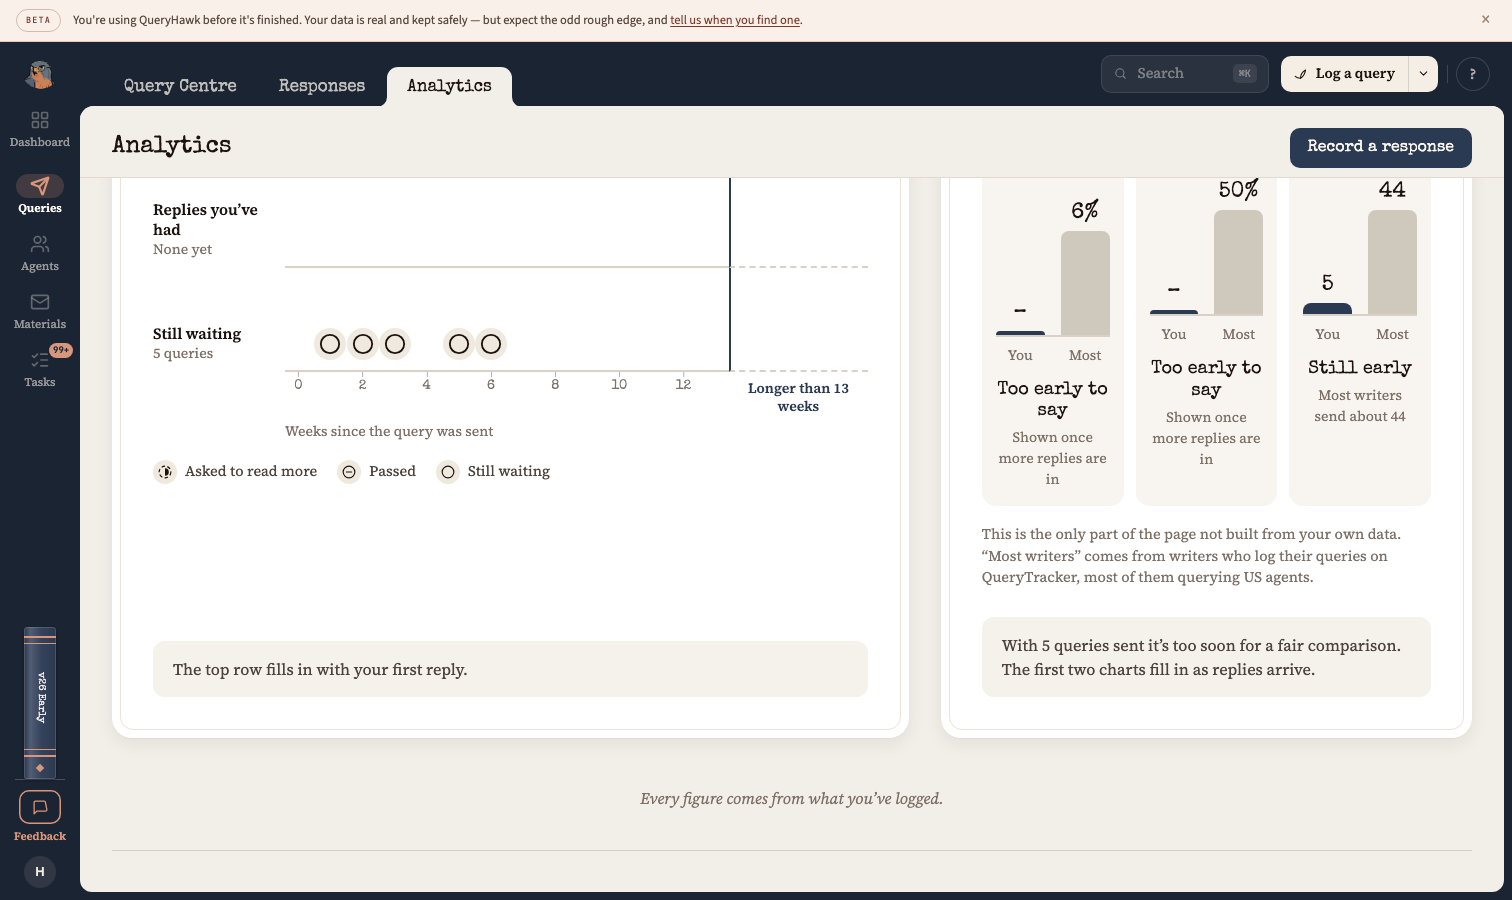 BETA
You're using QueryHawk before it's finished. Your data is real and kept safely — but expect the odd rough edge, and tell us when you find one.
×
Query Centre
Responses
Analytics
Search
⌘K
Log a query
?
Dashboard
Queries
Agents
Materials
99+
Tasks
v26 Early
Feedback
H
Analytics
Record a response
Replies you’ve
had
None yet
Still waiting
5 queries
0 2 4 6 8 10 12
Longer than 13
weeks
Weeks since the query was sent
Asked to read more
Passed
Still waiting
The top row fills in with your first reply.
–
6%
You Most
Too early to
say
Shown once
more replies are
in
–
50%
You Most
Too early to
say
Shown once
more replies are
in
5
44
You Most
Still early
Most writers
send about 44
This is the only part of the page not built from your own data.
“Most writers” comes from writers who log their queries on
QueryTracker, most of them querying US agents.
With 5 queries sent it’s too soon for a fair comparison.
The first two charts fill in as replies arrive.
Every figure comes from what you’ve logged.